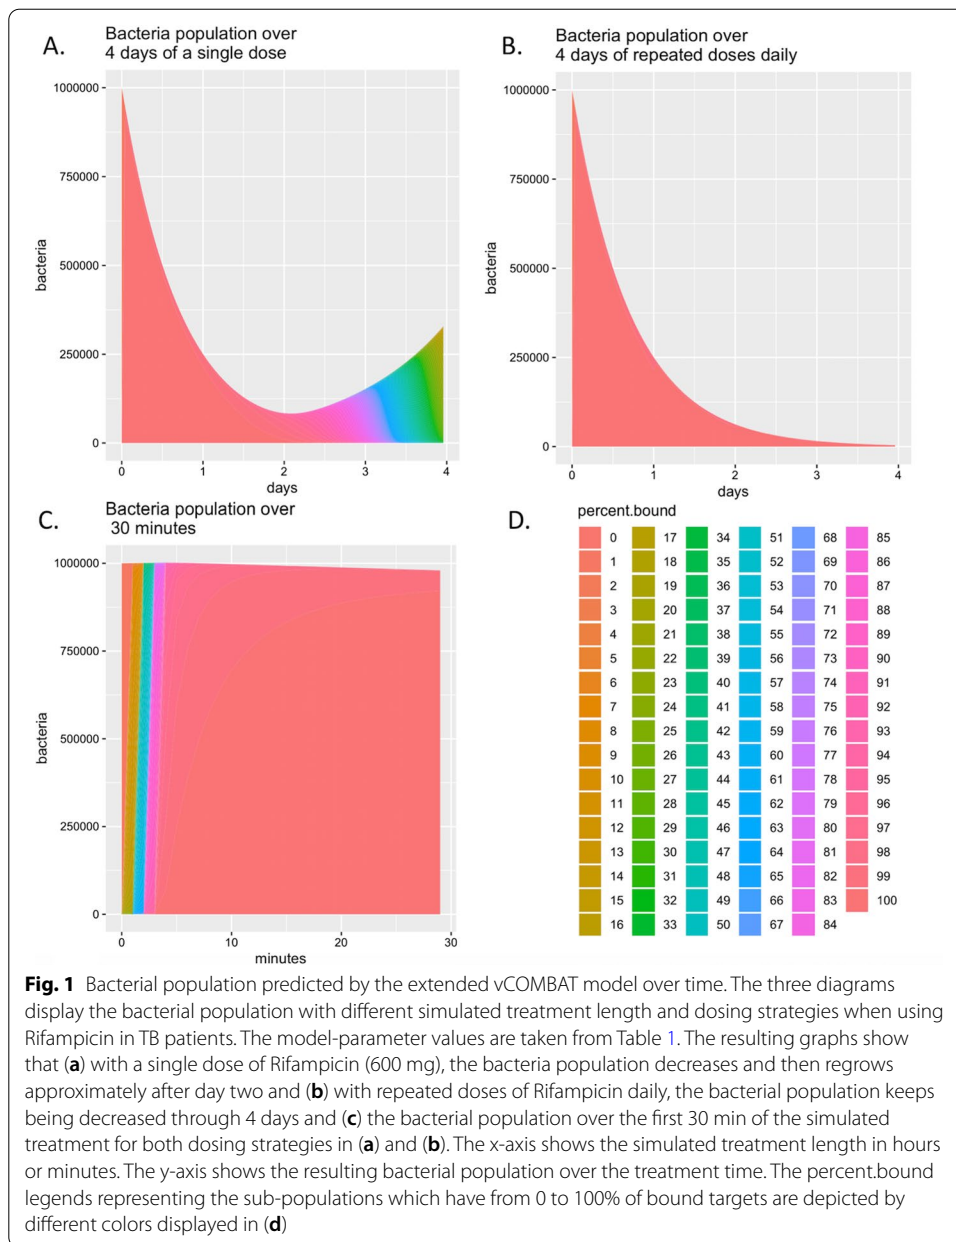 A.
Bacteria population over
4 days of a single dose
1000000
750000
500000
250000
0
bacteria
0 1 2 3 4
days
B.
Bacteria population over
4 days of repeated doses daily
1000000
750000
500000
250000
0
bacteria
0 1 2 3 4
days
C.
Bacteria population over
30 minutes
1000000
750000
500000
250000
0
bacteria
0 10 20 30
minutes
D.
percent.bound
0 17 34 51 68 85
1 18 35 52 69 86
2 19 36 53 70 87
3 20 37 54 71 88
4 21 38 55 72 89
5 22 39 56 73 90
6 23 40 57 74 91
7 24 41 58 75 92
8 25 42 59 76 93
9 26 43 60 77 94
10 27 44 61 78 95
11 28 45 62 79 96
12 29 46 63 80 97
13 30 47 64 81 98
14 31 48 65 82 99
15 32 49 66 83 100
16 33 50 67 84
Fig. 1 Bacterial population predicted by the extended vCOMBAT model over time. The three diagrams
display the bacterial population with different simulated treatment length and dosing strategies when using
Rifampicin in TB patients. The model-parameter values are taken from Table 1. The resulting graphs show
that (a) with a single dose of Rifampicin (600 mg), the bacteria population decreases and then regrows
approximately after day two and (b) with repeated doses of Rifampicin daily, the bacterial population keeps
being decreased through 4 days and (c) the bacterial population over the first 30 min of the simulated
treatment for both dosing strategies in (a) and (b). The x-axis shows the simulated treatment length in hours
or minutes. The y-axis shows the resulting bacterial population over the treatment time. The percent.bound
legends representing the sub-populations which have from 0 to 100% of bound targets are depicted by
different colors displayed in (d)